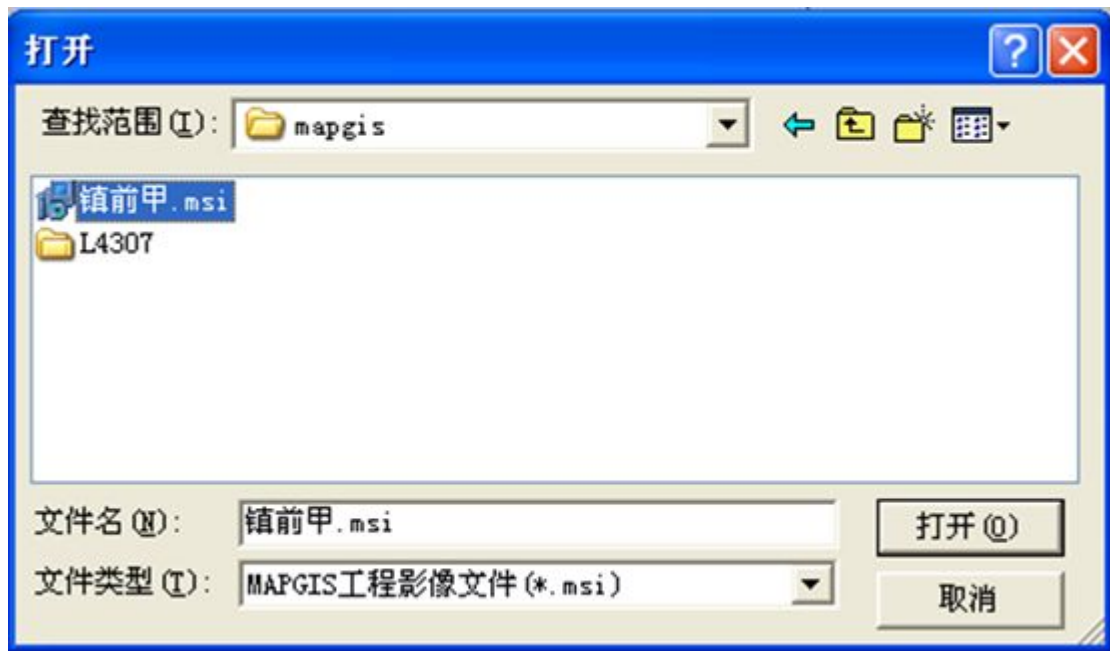 打开
查找范围(I): mapgis
镇前甲.msi
L4307
文件名(N): 镇前甲.msi 打开(O)
文件类型(T): MAPGIS工程影像文件(*.msi) 取消